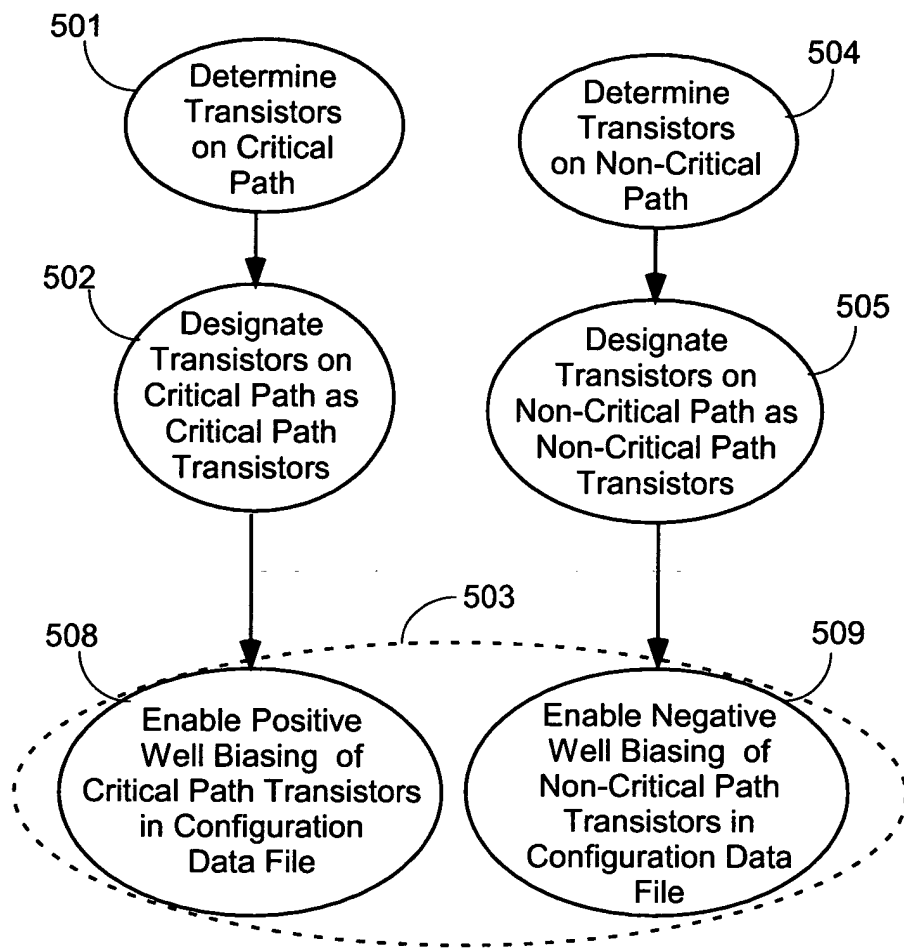 501
Determine
Transistors
on Critical
Path
504
Determine
Transistors
on Non-Critical
Path
502
Designate
Transistors on
Critical Path as
Critical Path
Transistors
505
Designate
Transistors on
Non-Critical Path as
Non-Critical Path
Transistors
503
508
Enable Positive
Well Biasing of
Critical Path Transistors
in Configuration
Data File
509
Enable Negative
Well Biasing of
Non-Critical Path
Transistors in
Configuration Data
File